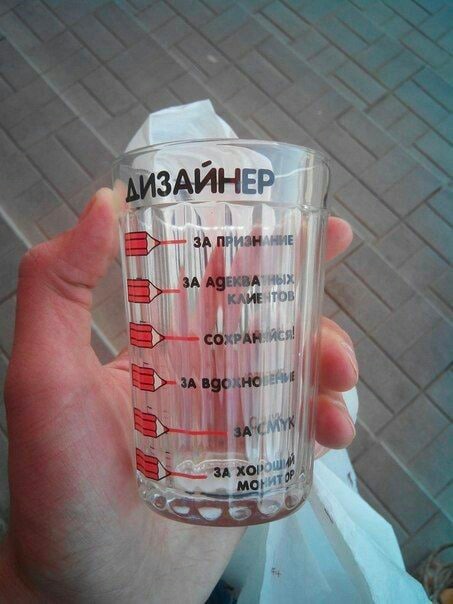 ДИЗАЙНЕР
ЗА ПРИЗНАНИЕ
ЗА АДЕКВАТНЫХ
КЛИЕНТОВ
СОХРАНЯЙСЯ!
ЗА ВДОХНОВЕНИЕ
ЗА CMYK
ЗА ХОРОШИЙ
МОНИТОР